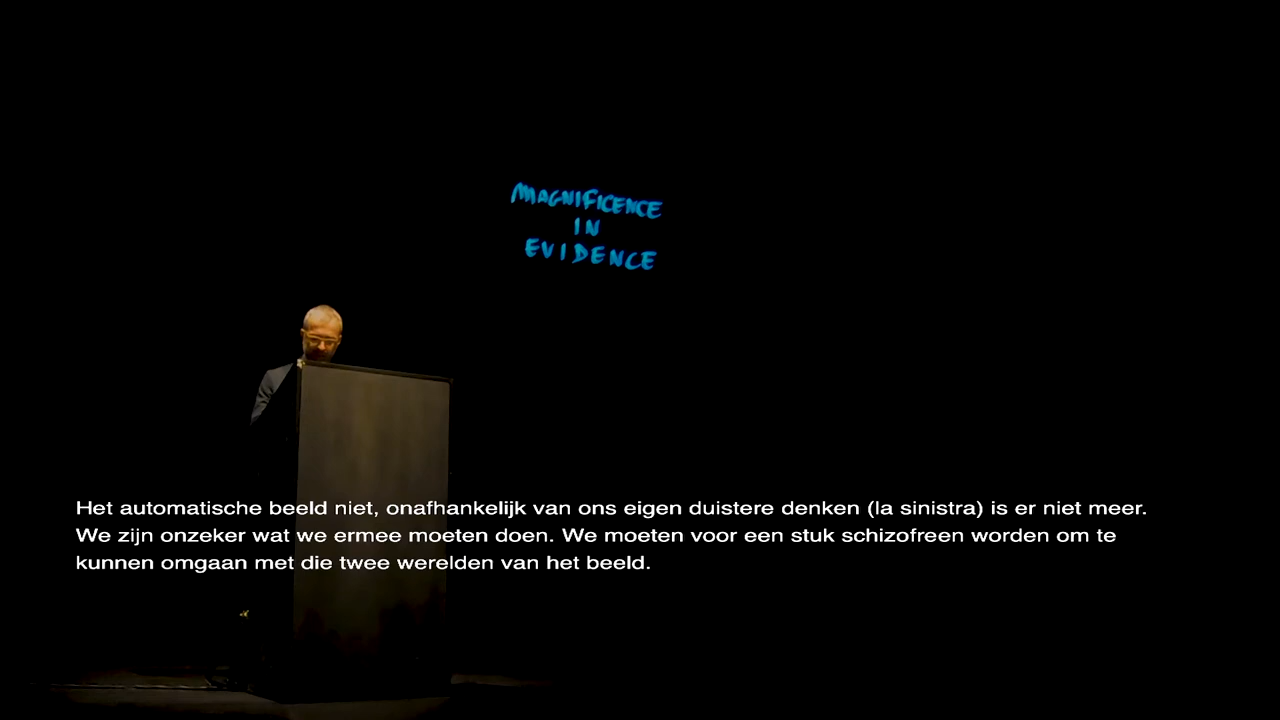 MAGNIFICENCE
IN
EVIDENCE
Het automatische beeld niet, onafhankelijk van ons eigen duistere denken (la sinistra) is er niet meer.
We zijn onzeker wat we ermee moeten doen. We moeten voor een stuk schizofreen worden om te
kunnen omgaan met die twee werelden van het beeld.